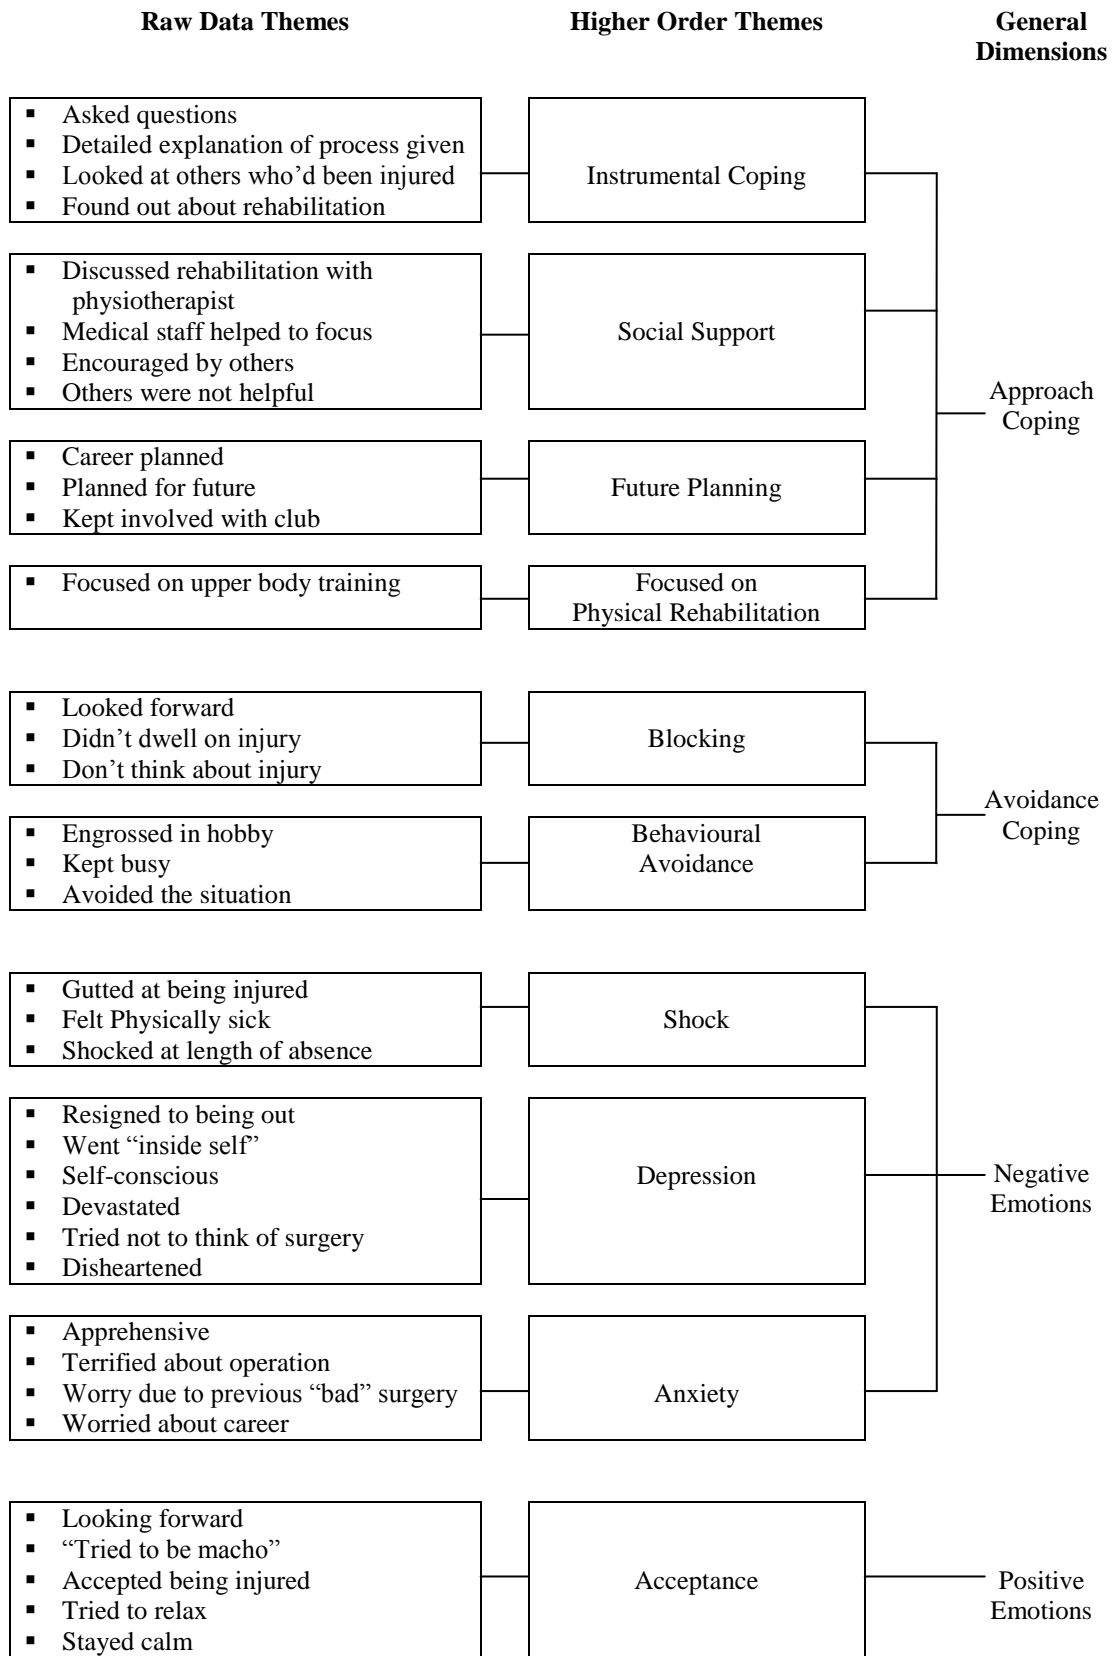 Raw Data Themes
Higher Order Themes
General
Dimensions
▪ Asked questions
▪ Detailed explanation of process given
▪ Looked at others who’d been injured
▪ Found out about rehabilitation
Instrumental Coping
▪ Discussed rehabilitation with
physiotherapist
▪ Medical staff helped to focus
▪ Encouraged by others
▪ Others were not helpful
Social Support
▪ Career planned
▪ Planned for future
▪ Kept involved with club
Future Planning
▪ Focused on upper body training
Focused on
Physical Rehabilitation
Approach
Coping
▪ Looked forward
▪ Didn’t dwell on injury
▪ Don’t think about injury
Blocking
▪ Engrossed in hobby
▪ Kept busy
▪ Avoided the situation
Behavioural
Avoidance
Avoidance
Coping
▪ Gutted at being injured
▪ Felt Physically sick
▪ Shocked at length of absence
Shock
▪ Resigned to being out
▪ Went “inside self”
▪ Self-conscious
▪ Devastated
▪ Tried not to think of surgery
▪ Disheartened
Depression
▪ Apprehensive
▪ Terrified about operation
▪ Worry due to previous “bad” surgery
▪ Worried about career
Anxiety
Negative
Emotions
▪ Looking forward
▪ “Tried to be macho”
▪ Accepted being injured
▪ Tried to relax
▪ Stayed calm
Acceptance
Positive
Emotions